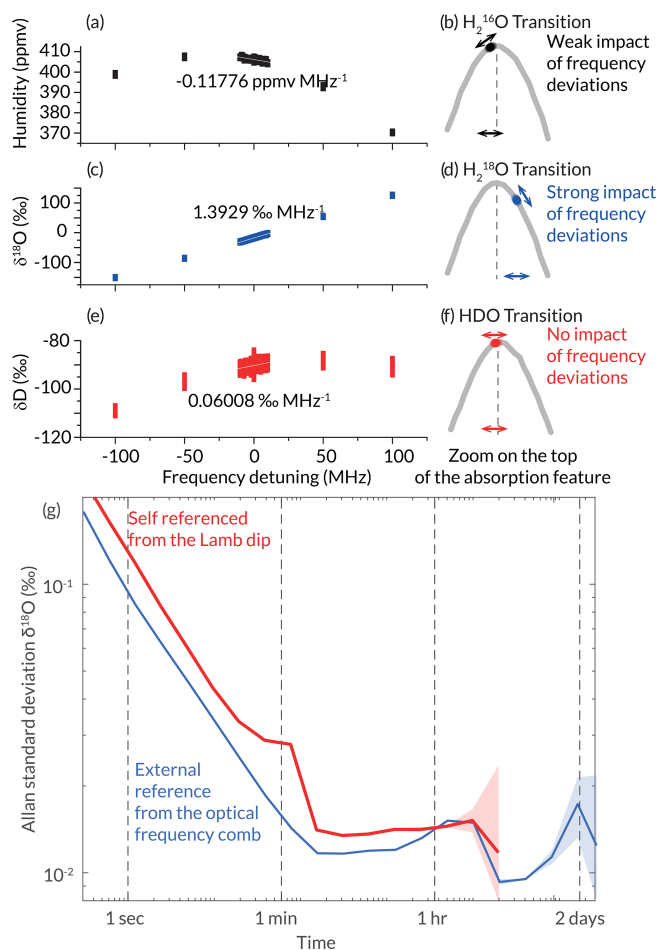 (a)
Humidity (ppmv)
410
400
390
380
370
-0.11776 ppmv MHz⁻¹
(b) H₂¹⁶O Transition
Weak impact
of frequency
deviations
(c)
δ¹⁸O (‰)
100
0
-100
1.3929 ‰ MHz⁻¹
(d) H₂¹⁸O Transition
Strong impact
of frequency
deviations
(e)
δD (‰)
-80
-100
-120
0.06008 ‰ MHz⁻¹
-100 -50 0 50 100
Frequency detuning (MHz)
(f) HDO Transition
No impact
of frequency
deviations
Zoom on the top
of the absorption feature
(g)
Allan standard deviation δ¹⁸O (‰)
10⁻¹
10⁻²
Self referenced
from the Lamb dip
External
reference
from the optical
frequency comb
1 sec 1 min 1 hr 2 days
Time